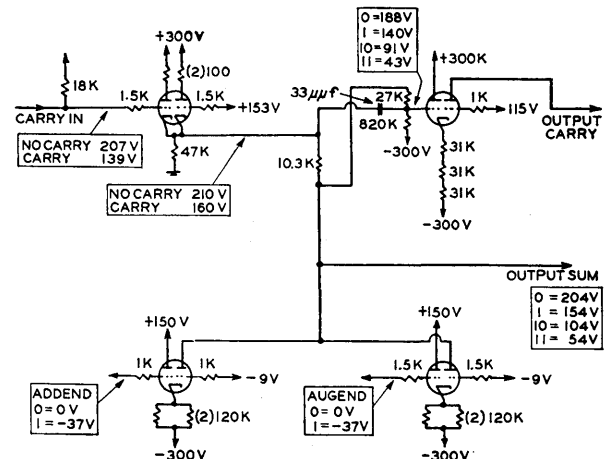 0=188V
1=140V
10=91V
11=43V
+300V
+300K
18K
(2)100
33μμf
27K
1.5K
1.5K
+153V
1K
115V
CARRY IN
820K
OUTPUT
CARRY
NO CARRY 207V
CARRY 139V
47K
-300V
31K
10.3K
31K
NO CARRY 210V
CARRY 160V
31K
-300V
OUTPUT SUM
0=204V
1=154V
10=104V
11=54V
+150V
+150V
1K
1K
-9V
1.5K
1.5K
-9V
ADDEND
0=0V
1=-37V
(2)120K
AUGEND
0=0V
1=-37V
(2)120K
-300V
-300V